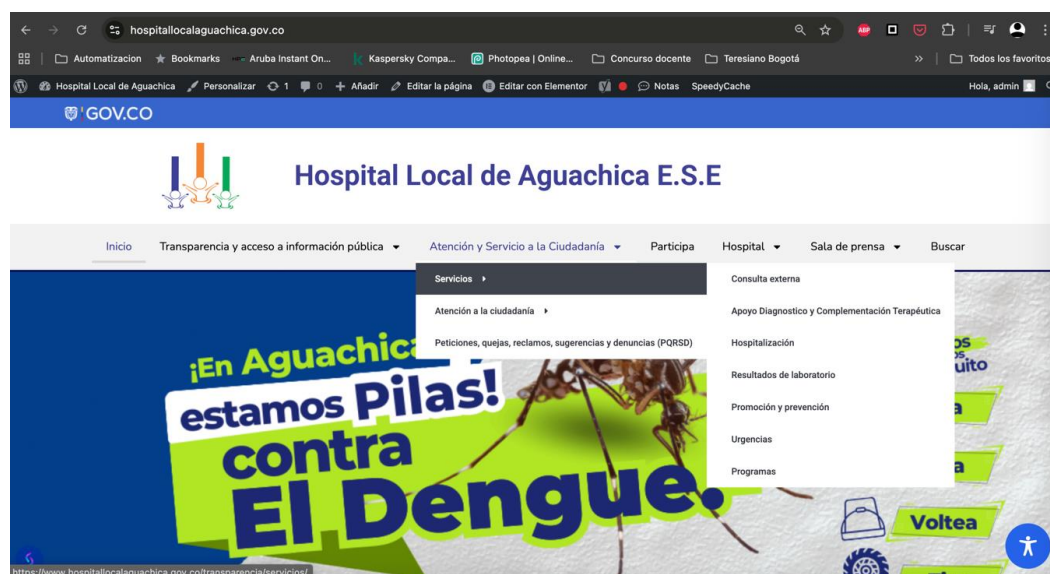 hospitallocalaguachica.gov.co
ABP
Automatizacion Bookmarks Aruba Instant On... Kaspersky Compa... Photopea | Online... Concurso docente Teresiano Bogotá » Todos los favoritos
Hospital Local de Aguachica Personalizar 1 0 + Añadir Editar la página Editar con Elementor Notas SpeedyCache Hola, admin
GOV.CO
Hospital Local de Aguachica E.S.E
Inicio Transparencia y acceso a información pública Atención y Servicio a la Ciudadanía Participa Hospital Sala de prensa Buscar
Servicios
Atención a la ciudadanía
Peticiones, quejas, reclamos, sugerencias y denuncias (PQRSD)
Consulta externa
Apoyo Diagnostico y Complementación Terapéutica
Hospitalización
Resultados de laboratorio
Promoción y prevención
Urgencias
Programas
¡En Aguachica
estamos Pilas!
contra
El Dengue.
Voltea
https://www.hospitallocalaguachica.gov.co/transparencia/servicios/